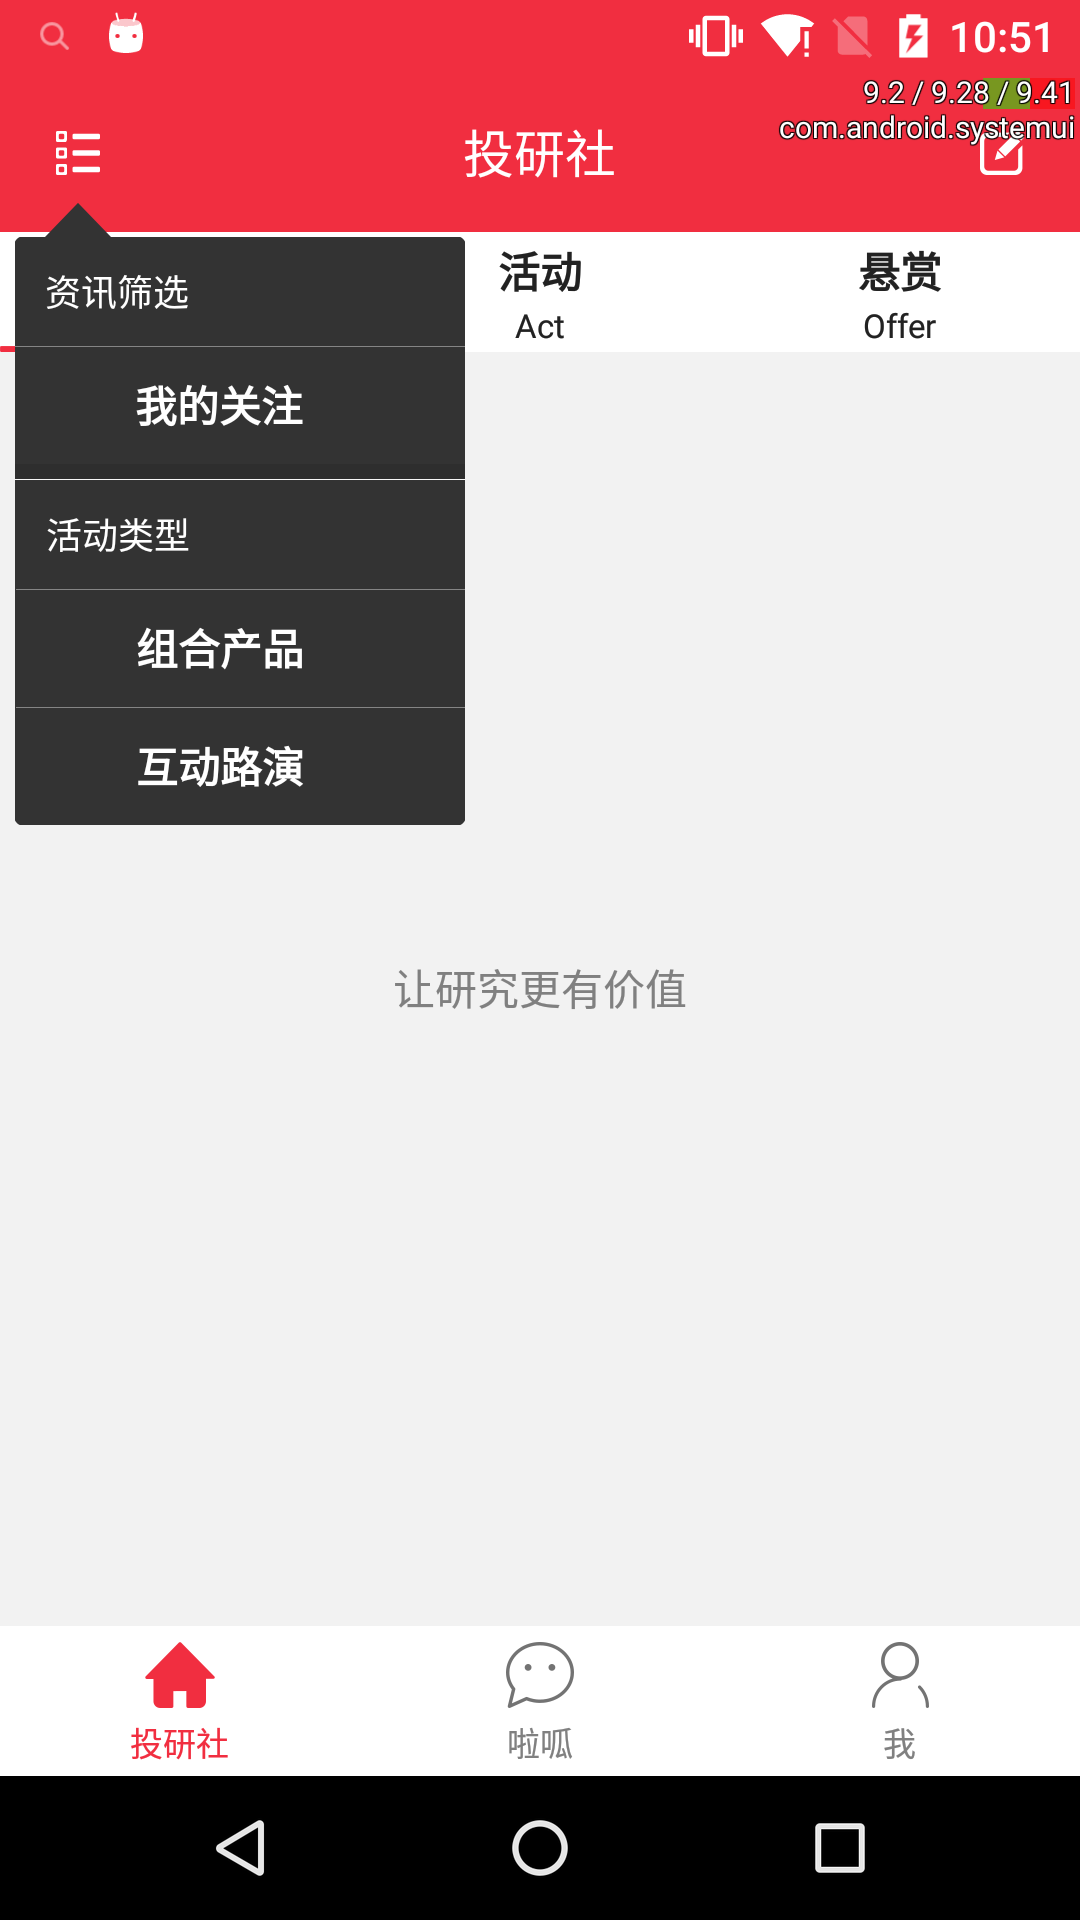 10:51
9.2 / 9.28 / 9.41
com.android.systemui
投研社
活动
Act
悬赏
Offer
资讯筛选
我的关注
活动类型
组合产品
互动路演
让研究更有价值
投研社
啦呱
我